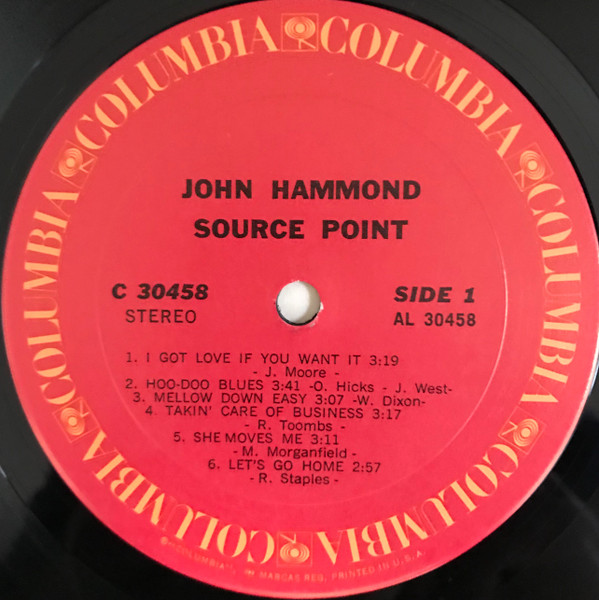 COLUMBIA COLUMBIA COLUMBIA COLUMBIA COLUMBIA COLUMBIA
JOHN HAMMOND
SOURCE POINT
C 30458
STEREO
SIDE 1
AL 30458
1. I GOT LOVE IF YOU WANT IT 3:19
- J. Moore -
2. HOO-DOO BLUES 3:41 -O. Hicks - J. West-
3. MELLOW DOWN EASY 3:07 -W. Dixon-
4. TAKIN' CARE OF BUSINESS 3:17
- R. Toombs -
5. SHE MOVES ME 3:11
- M. Morganfield -
6. LET'S GO HOME 2:57
- R. Staples -
"COLUMBIA", MARCAS REG. PRINTED IN U.S.A.